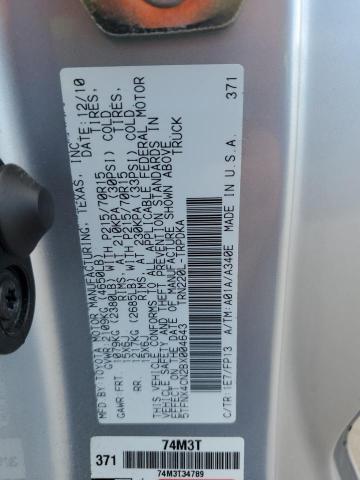 MFD. BY TOYOTA MOTOR MANUFACTURING, TEXAS, INC. DATE: 12/10
GVWR 2109KG (4650LB)
GAWR FRT. 1079KG (2380LB) WITH P215/70R15 TIRES,
15X6J RIMS, AT 210KPA (30PSI) COLD
RR. 1217KG (2685LB) WITH P215/70R15 TIRES,
15X6J RIMS, AT 230KPA (33PSI) COLD
THIS VEHICLE CONFORMS TO ALL APPLICABLE FEDERAL MOTOR
VEHICLE SAFETY AND THEFT PREVENTION STANDARDS IN
EFFECT ON THE DATE OF MANUFACTURE SHOWN ABOVE.
5TFNX4CN2BX004643 TRUCK
TRN220L-TRPDKA
C/TR:1E7/FP13 A/TM:A01A/A340E MADE IN U.S.A. 371
371 74M3T
74M3T34789